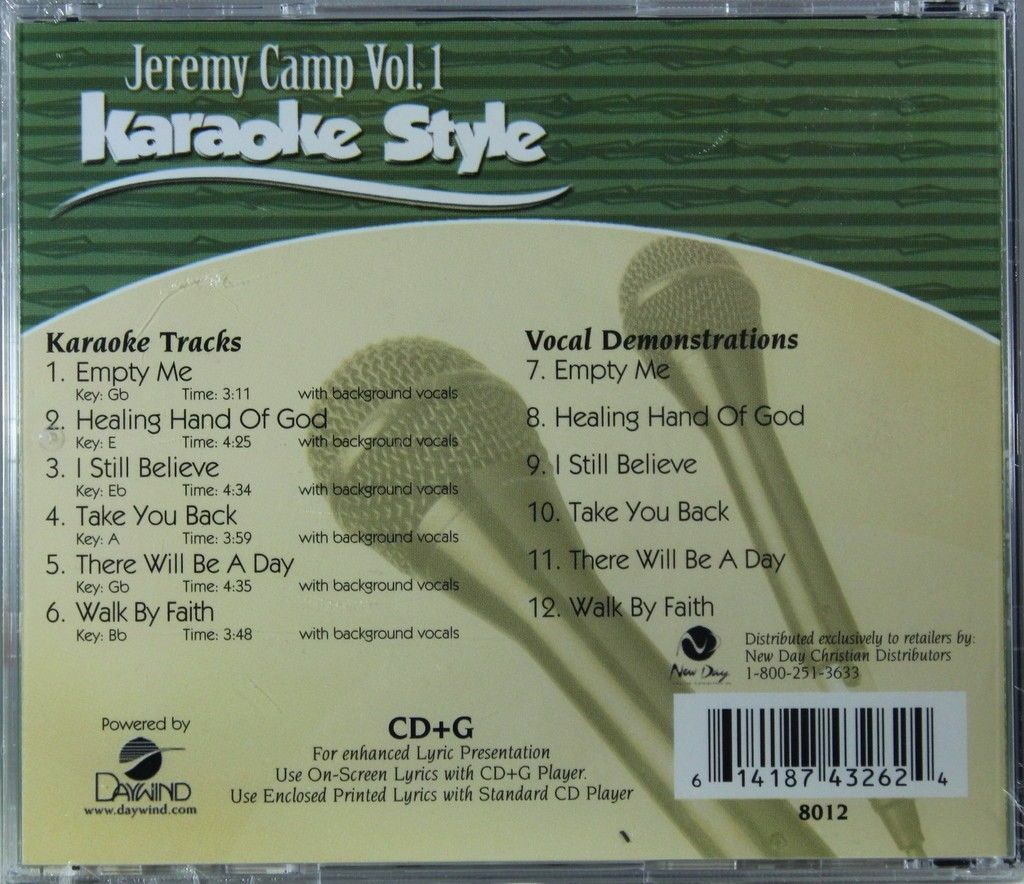 Jeremy Camp Vol. 1
Karaoke Style
Karaoke Tracks
1. Empty Me
Key: Gb Time: 3:11 with background vocals
2. Healing Hand Of God
Key: E Time: 4:25 with background vocals
3. I Still Believe
Key: Eb Time: 4:34 with background vocals
4. Take You Back
Key: A Time: 3:59 with background vocals
5. There Will Be A Day
Key: Gb Time: 4:35 with background vocals
6. Walk By Faith
Key: Bb Time: 3:48 with background vocals
Vocal Demonstrations
7. Empty Me
8. Healing Hand Of God
9. I Still Believe
10. Take You Back
11. There Will Be A Day
12. Walk By Faith
New Day
Distributed exclusively to retailers by:
New Day Christian Distributors
1-800-251-3633
Powered by
DAYWIND
www.daywind.com
CD+G
For enhanced Lyric Presentation
Use On-Screen Lyrics with CD+G Player.
Use Enclosed Printed Lyrics with Standard CD Player
6 14187 43262 4
8012